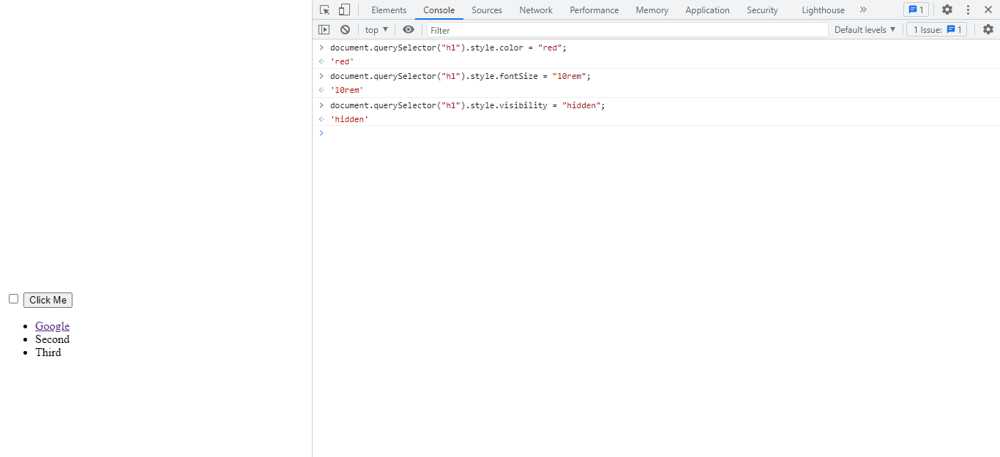 Elements Console Sources Network Performance Memory Application Security Lighthouse 1
top Filter Default levels 1 Issue: 1
document.querySelector("h1").style.color = "red";
'red'
document.querySelector("h1").style.fontSize = "10rem";
'10rem'
document.querySelector("h1").style.visibility = "hidden";
'hidden'
Click Me
Google
Second
Third